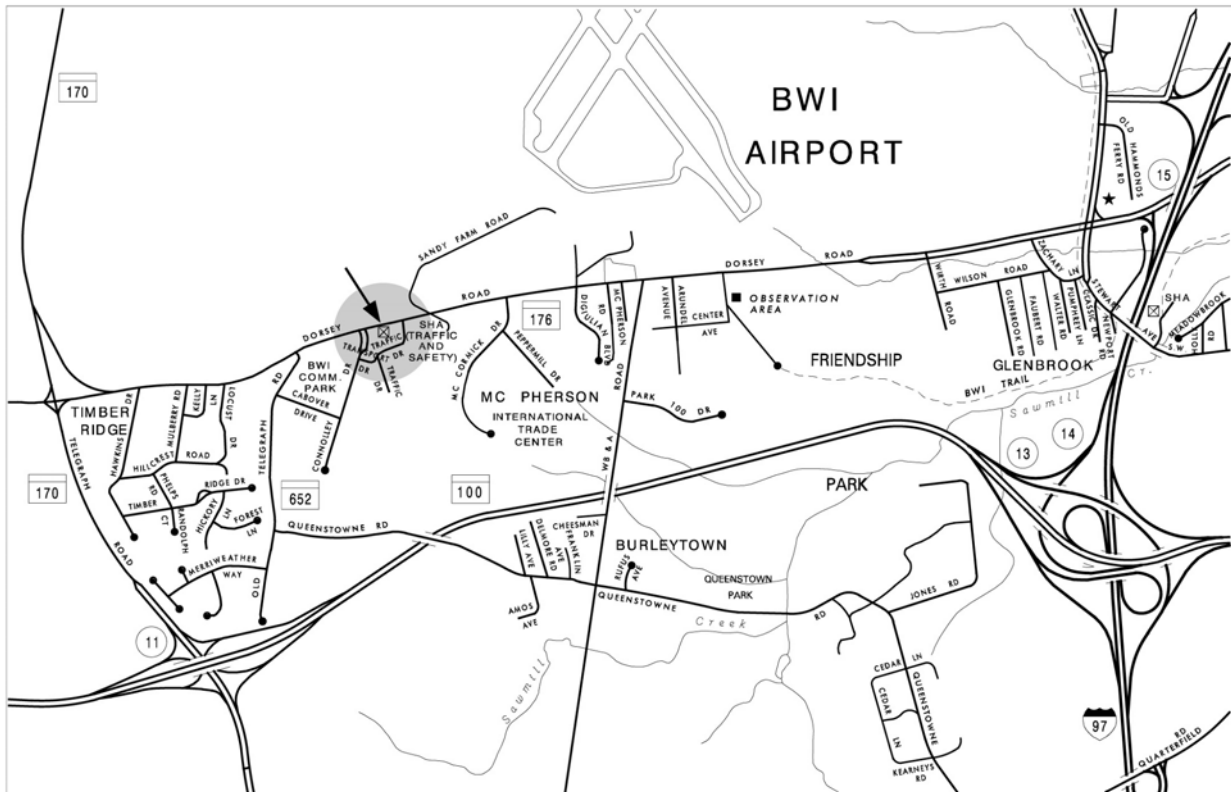 170
BWI
AIRPORT
OLD HAMMONDS
FERRY RD
15
SANDY FARM ROAD
DORSEY
ROAD
ZACHARY LN
WIRTH
ROAD
WILSON ROAD
GLENBROOK RD
FAUBERT RD
WALTER RD
PUMPHREY LN
CLASSIC DR
NEWPORT RD
STEWART AVE
SHA
MEADOWBROOK
S.W.
CIR
DORSEY
ROAD
176
DIGIULIAN RD
MC PHERSON
BLVD
ARUNDEL
AVENUE
CENTER
AVE
OBSERVATION
AREA
SHA
(TRAFFIC
AND
SAFETY)
TRAFFIC
TRANSPORT DR
TRAFFIC DR
DR
BWI
COMM.
PARK
CABOVER
DRIVE
CONNOLLEY
DR
MC CORMICK DR
PEPPERMILL DR
MC PHERSON
INTERNATIONAL
TRADE
CENTER
FRIENDSHIP
GLENBROOK
BWI TRAIL
Sawmill Cr.
PARK 100 DR
WB & A
ROAD
TIMBER
RIDGE
HAWKINS DR
MULBERRY RD
KELLY LN
LOCUST DR
TELEGRAPH
ROAD
OLD
TELEGRAPH
RD
HILLCREST ROAD
PHELPS RD
RANDOLPH
CT
TIMBER RIDGE DR
HICKORY LN
FOREST
LN
MERRIWEATHER
WAY
170
652
100
13
14
QUEENSTOWNE RD
LILLY AVE
DELMORE RD
FRANKLIN
AVE
CHEESMAN
DR
BURLEYTOWN
RUFUS
AVE
QUEENSTOWN
PARK
PARK
AMOS
AVE
QUEENSTOWNE
RD
JONES RD
Sawmill Creek
11
CEDAR LN
CEDAR
LN
QUEENSTOWNE
KEARNEYS
RD
97
QUARTERFIELD
RD